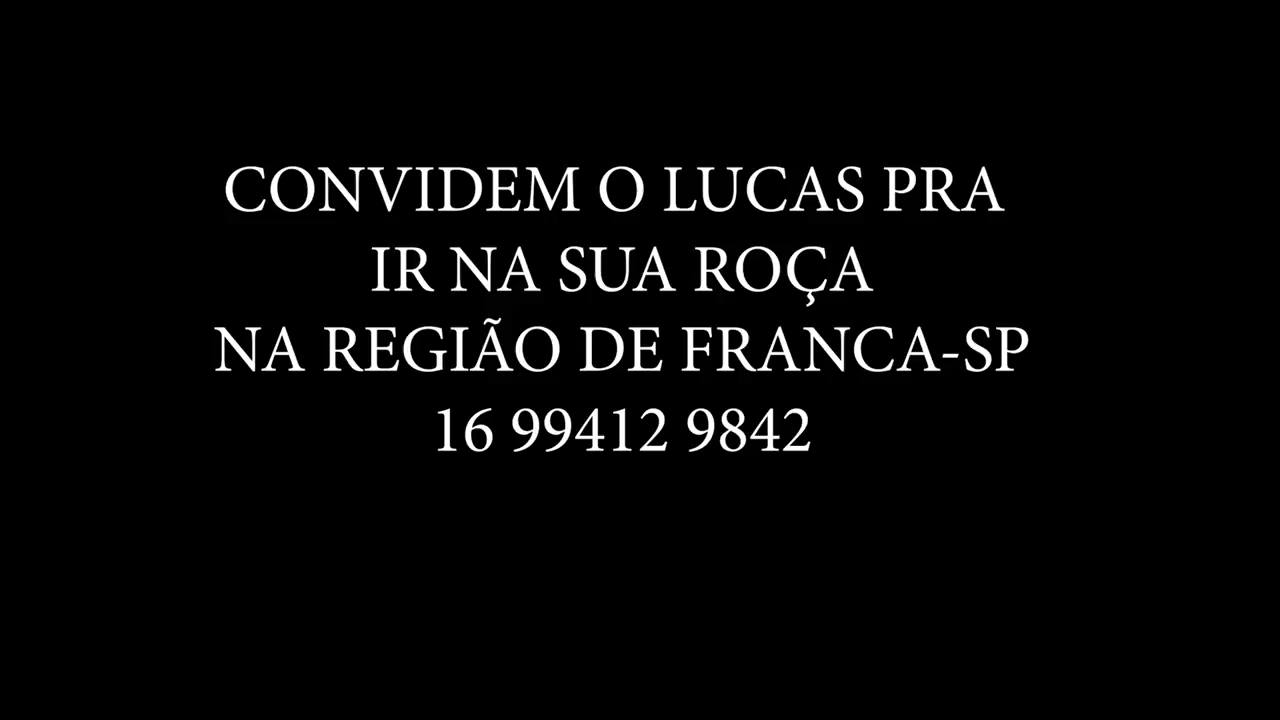 CONVIDEM O LUCAS PRA
IR NA SUA ROÇA
NA REGIÃO DE FRANCA-SP
16 99412 9842